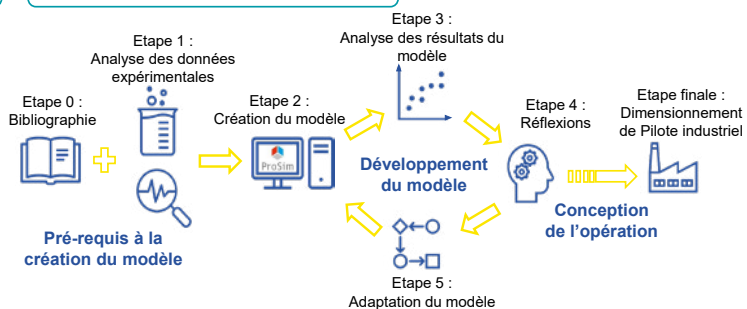 Etape 0 :
Bibliographie
Etape 1 :
Analyse des données
expérimentales
Pré-requis à la
création du modèle
Etape 2 :
Création du modèle
ProSim
Etape 3 :
Analyse des résultats du
modèle
Développement
du modèle
Etape 4 :
Réflexions
Etape 5 :
Adaptation du modèle
Conception
de l'opération
Etape finale :
Dimensionnement
de Pilote industriel